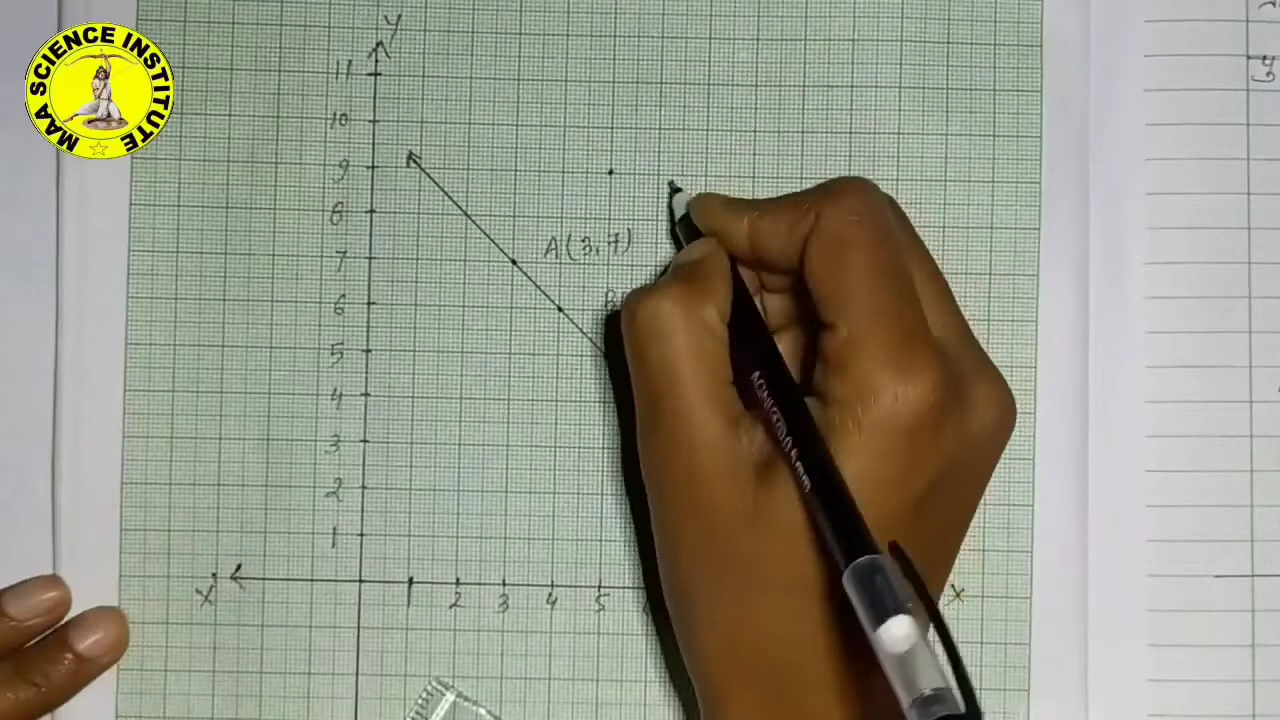 MAA SCIENCE INSTITUTE
Y
11
10
9
8
7
A(3,7)
6
B
5
4
3
2
1
X 1 2 3 4 5 X